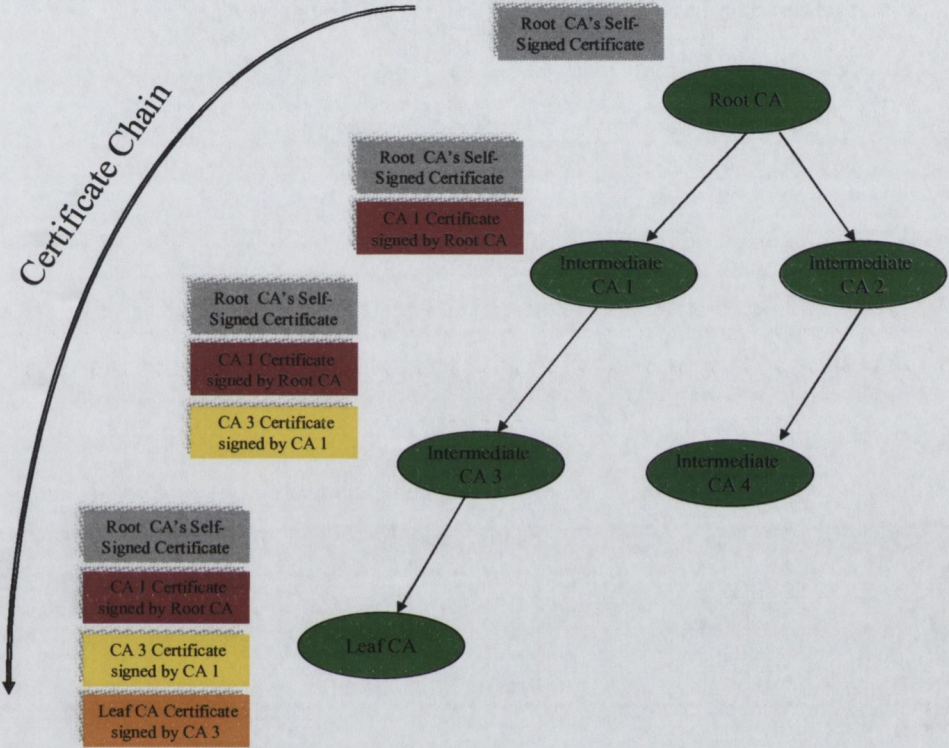 Root CA's Self-
Signed Certificate
Root CA
Certificate Chain
Root CA's Self-
Signed Certificate
CA 1 Certificate
signed by Root CA
Intermediate
CA 1
Intermediate
CA 2
Root CA's Self-
Signed Certificate
CA 1 Certificate
signed by Root CA
CA 3 Certificate
signed by CA 1
Intermediate
CA 3
Intermediate
CA 4
Root CA's Self-
Signed Certificate
CA 1 Certificate
signed by Root CA
CA 3 Certificate
signed by CA 1
Leaf CA Certificate
signed by CA 3
Leaf CA